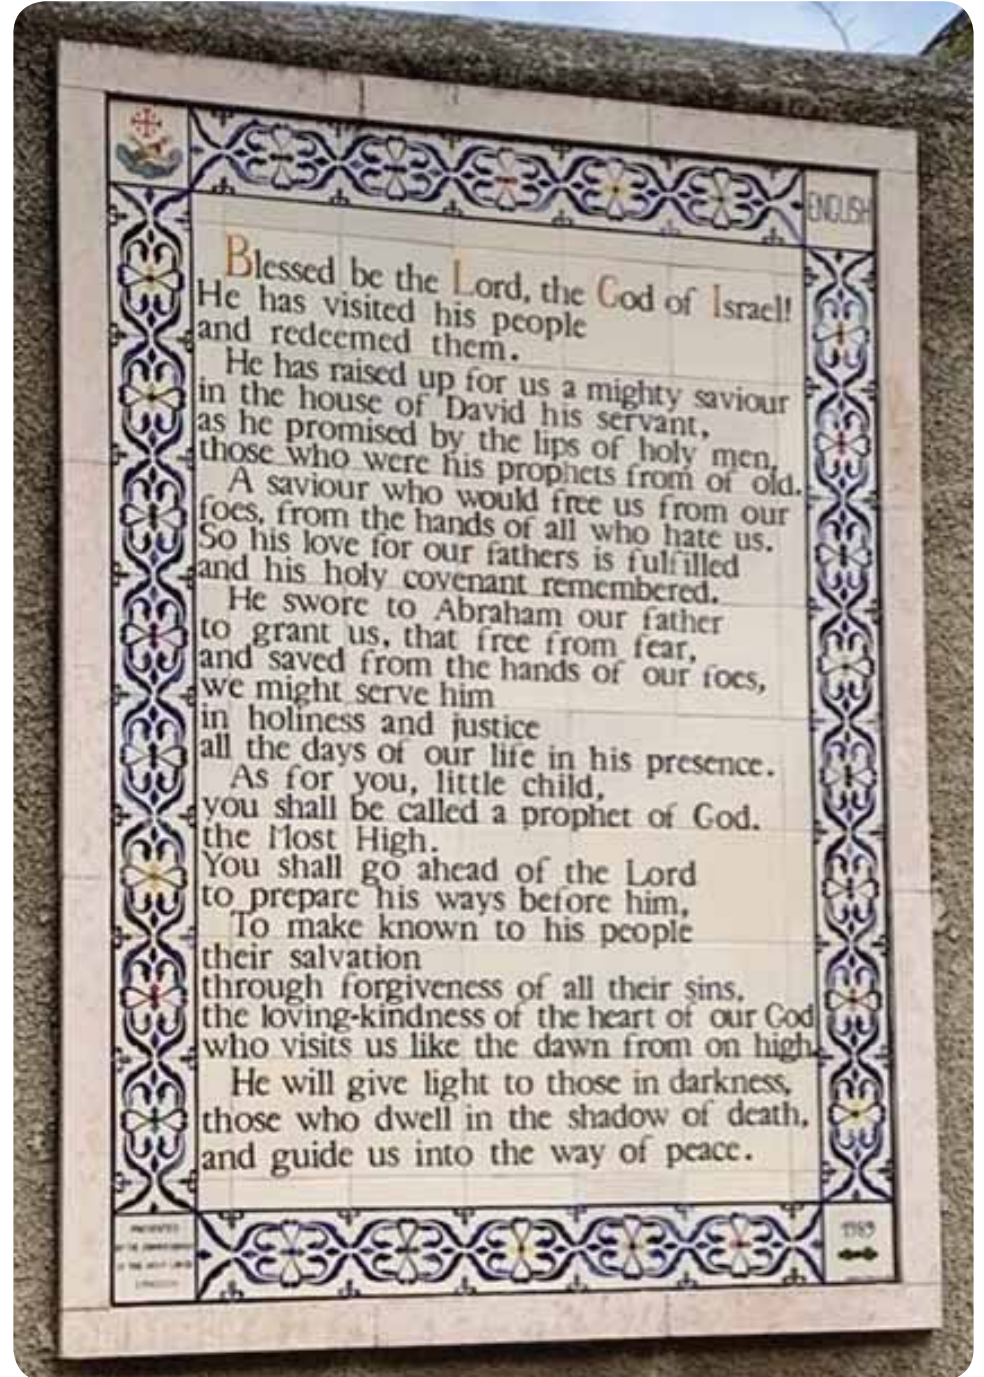 ENGLISH
Blessed be the Lord, the God of Israel!
He has visited his people
and redeemed them.
He has raised up for us a mighty saviour
in the house of David his servant,
as he promised by the lips of holy men,
those who were his prophets from of old.
A saviour who would free us from our
foes, from the hands of all who hate us.
So his love for our fathers is fulfilled
and his holy covenant remembered.
He swore to Abraham our father
to grant us, that free from fear,
and saved from the hands of our foes,
we might serve him
in holiness and justice
all the days of our life in his presence.
As for you, little child,
you shall be called a prophet of God.
the Most High.
You shall go ahead of the Lord
to prepare his ways before him,
To make known to his people
their salvation
through forgiveness of all their sins,
the loving-kindness of the heart of our God
who visits us like the dawn from on high.
He will give light to those in darkness,
those who dwell in the shadow of death,
and guide us into the way of peace.
PRESENTED
OF THE HOLY LAND